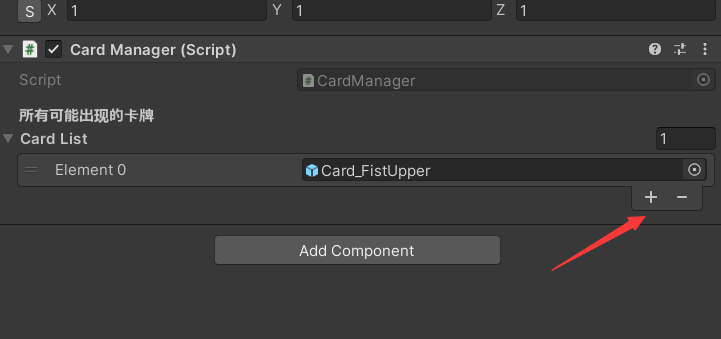 S X 1 Y 1 Z 1
Card Manager (Script)
Script CardManager
所有可能出现的卡牌
Card List 1
Element 0 Card_FistUpper
+ −
Add Component